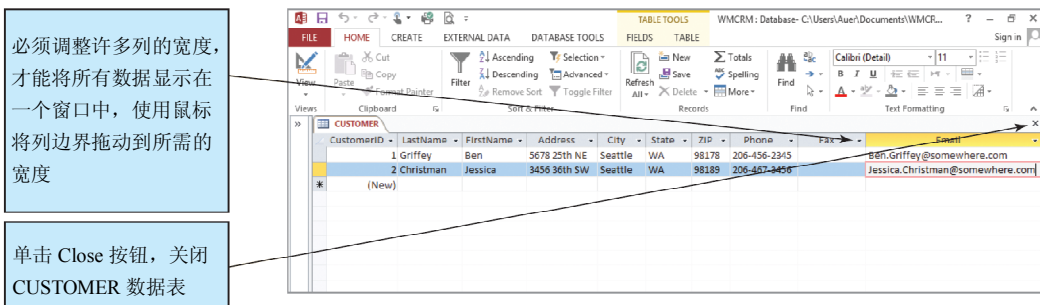 必须调整许多列的宽度，
才能将所有数据显示在
一个窗口中，使用鼠标
将列边界拖动到所需的
宽度
单击 Close 按钮，关闭
CUSTOMER 数据表
TABLE TOOLS WMCRM : Database- C:\Users\Auer\Documents\WMCR... ?
FILE HOME CREATE EXTERNAL DATA DATABASE TOOLS FIELDS TABLE Sign in
View Paste Cut Copy Format Painter
Filter Ascending Descending Remove Sort Selection Advanced Toggle Filter
Refresh All New Save Delete Totals Spelling More
Find Calibri (Detail) 11
B I U A
Views Clipboard Sort & Filter Records Find Text Formatting
CUSTOMER
CustomerID LastName FirstName Address City State ZIP Phone Fax Email
1 Griffey Ben 5678 25th NE Seattle WA 98178 206-456-2345 Ben.Griffey@somewhere.com
2 Christman Jessica 3456 36th SW Seattle WA 98189 206-467-3456 Jessica.Christman@somewhere.com
(New)